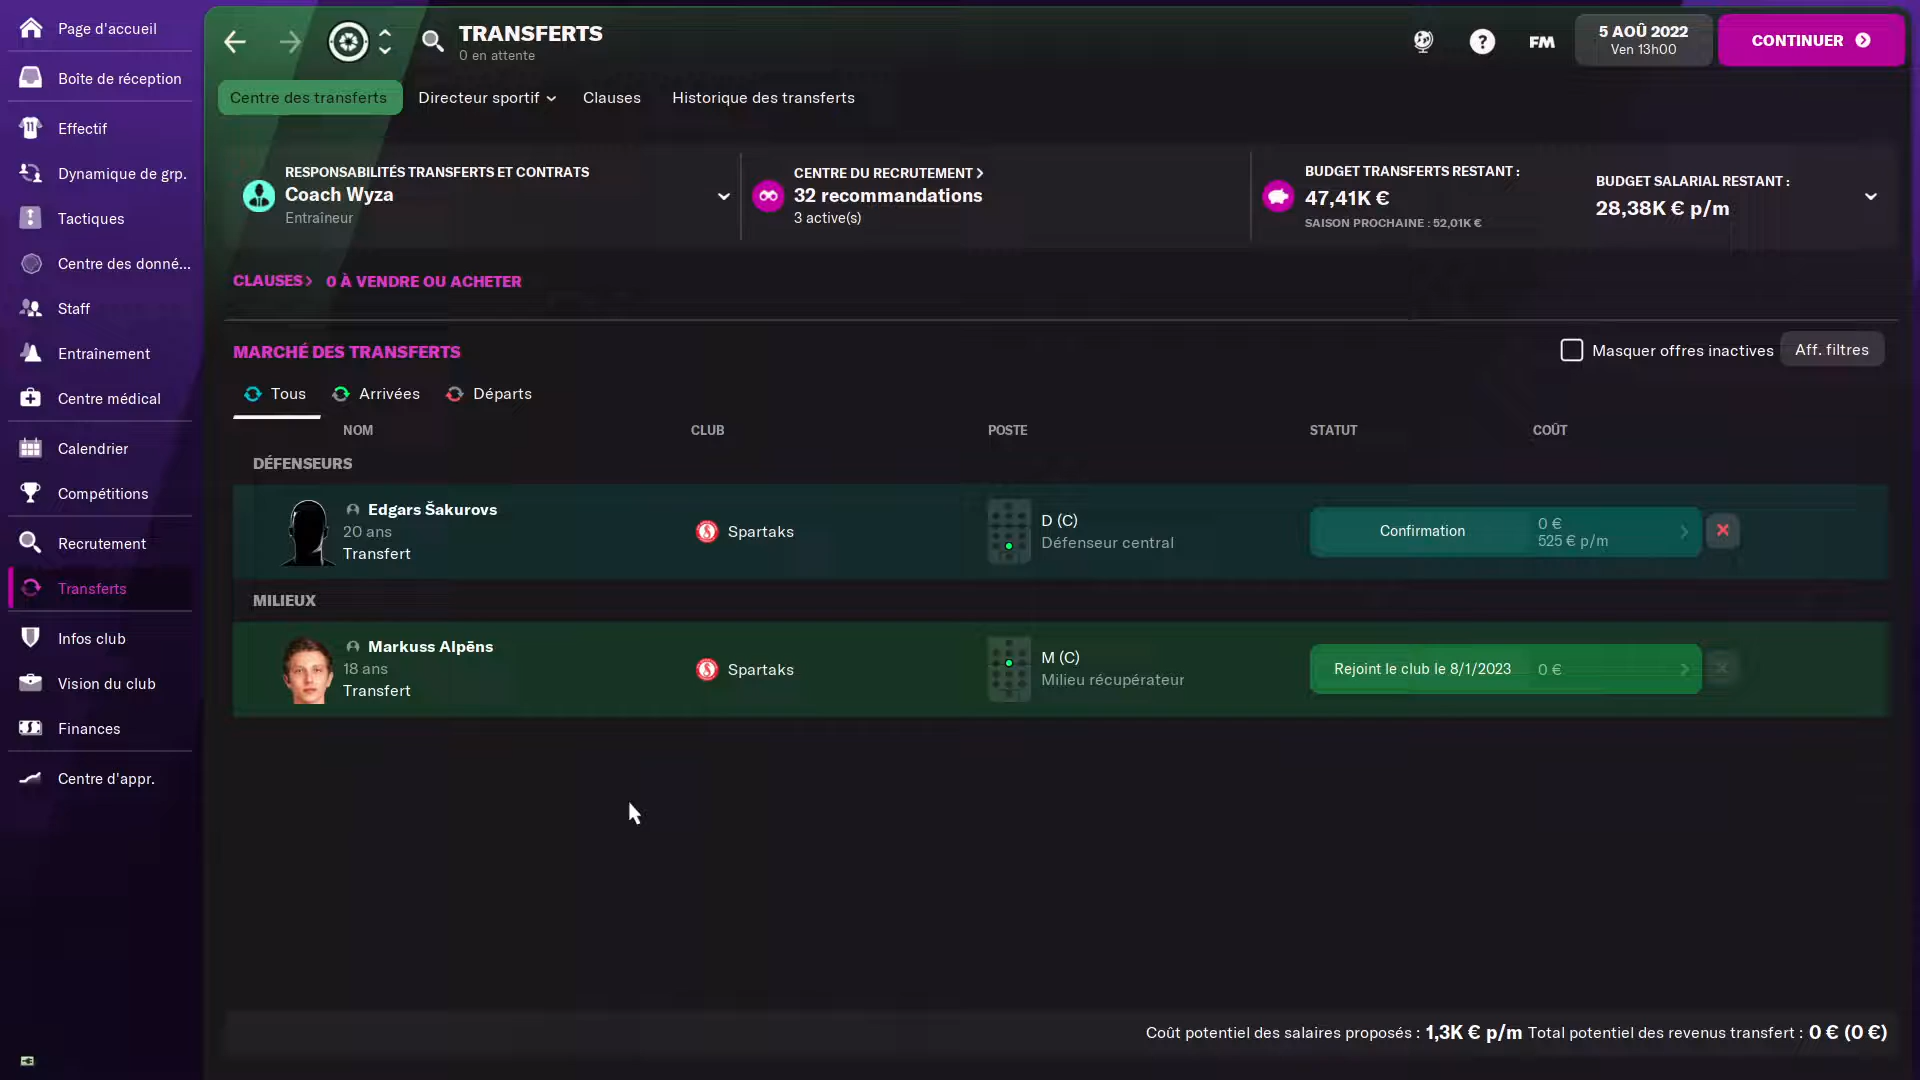 Page d'accueil
Boîte de réception
Effectif
Dynamique de grp.
Tactiques
Centre des donné...
Staff
Entraînement
Centre médical
Calendrier
Compétitions
Recrutement
Transferts
Infos club
Vision du club
Finances
Centre d'appr.
TRANSFERTS
0 en attente
FM
5 AOÛ 2022
Ven 13h00
CONTINUER
Centre des transferts
Directeur sportif
Clauses
Historique des transferts
RESPONSABILITÉS TRANSFERTS ET CONTRATS
Coach Wyza
Entraîneur
CENTRE DU RECRUTEMENT
32 recommandations
3 active(s)
BUDGET TRANSFERTS RESTANT :
47,41K €
SAISON PROCHAINE : 52,01K €
BUDGET SALARIAL RESTANT :
28,38K € p/m
CLAUSES 0 À VENDRE OU ACHETER
MARCHÉ DES TRANSFERTS
Masquer offres inactives
Aff. filtres
Tous Arrivées Départs
NOM CLUB POSTE STATUT COÛT
DÉFENSEURS
Edgars Šakurovs
20 ans
Transfert
Spartaks
D (C)
Défenseur central
Confirmation
0 €
525 € p/m
MILIEUX
Markuss Alpēns
18 ans
Transfert
Spartaks
M (C)
Milieu récupérateur
Rejoint le club le 8/1/2023
0 €
Coût potentiel des salaires proposés : 1,3K € p/m Total potentiel des revenus transfert : 0 € (0 €)